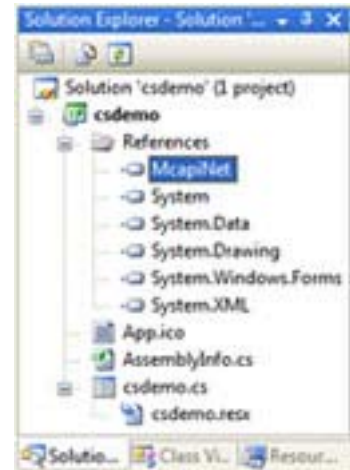 Solution Explorer - Solution '...
Solution 'csdemo' (1 project)
csdemo
References
McapiNet
System
System.Data
System.Drawing
System.Windows.Forms
System.XML
App.ico
AssemblyInfo.cs
csdemo.cs
csdemo.resx
Solutio... Class Vi... Resour...